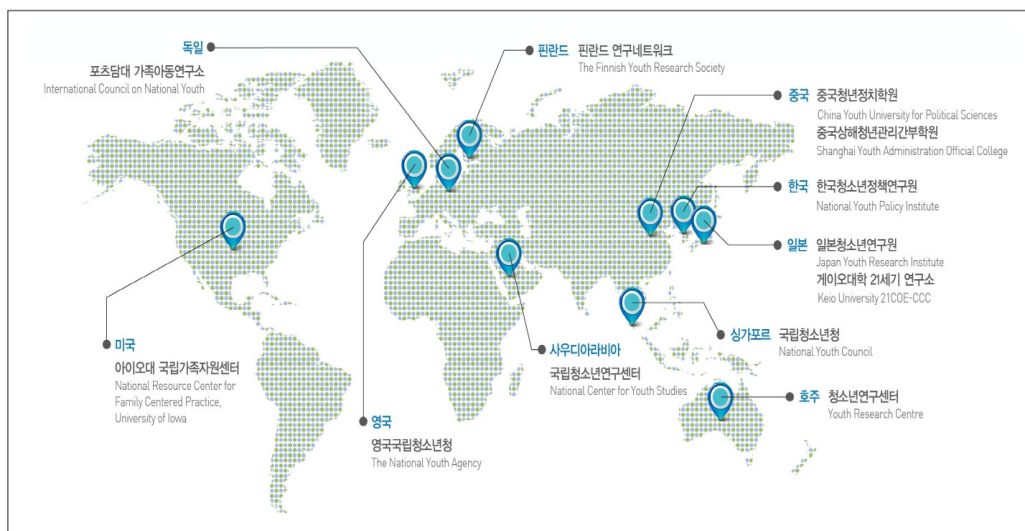 독일
포츠담대 가족아동연구소
International Council on National Youth
핀란드 핀란드 연구네트워크
The Finnish Youth Research Society
중국 중국청년정치학원
China Youth University for Political Sciences
중국상해청년관리간부학원
Shanghai Youth Administration Official College
한국 한국청소년정책연구원
National Youth Policy Institute
일본 일본청소년연구원
Japan Youth Research Institute
게이오대학 21세기 연구소
Keio University 21COE-CCC
싱가포르 국립청소년청
National Youth Council
호주 청소년연구센터
Youth Research Centre
사우디아라비아
국립청소년연구센터
National Center for Youth Studies
미국
아이오대 국립가족자원센터
National Resource Center for
Family Centered Practice,
University of Iowa
영국
영국국립청소년청
The National Youth Agency